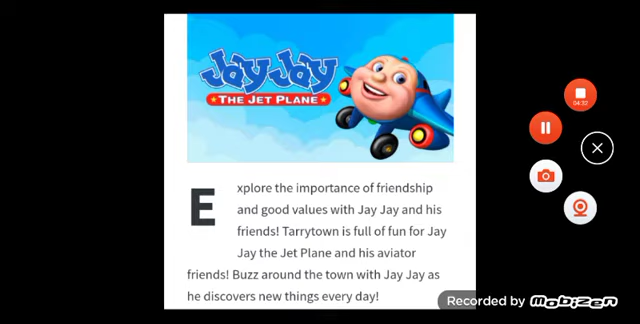 Jay Jay
THE JET PLANE
04:32
Explore the importance of friendship
and good values with Jay Jay and his
friends! Tarrytown is full of fun for Jay
Jay the Jet Plane and his aviator
friends! Buzz around the town with Jay Jay as
he discovers new things every day!
Recorded by Mobizen